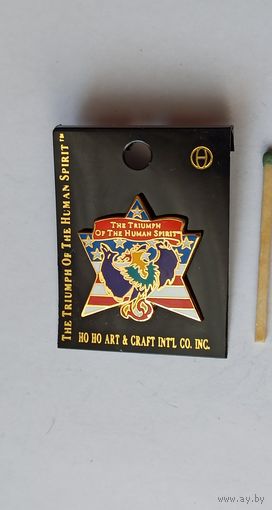 THE TRIUMPH OF THE HUMAN SPIRIT™
THE TRIUMPH
OF THE HUMAN SPIRIT
HO HO ART & CRAFT INT'L CO. INC.
www.ay.by